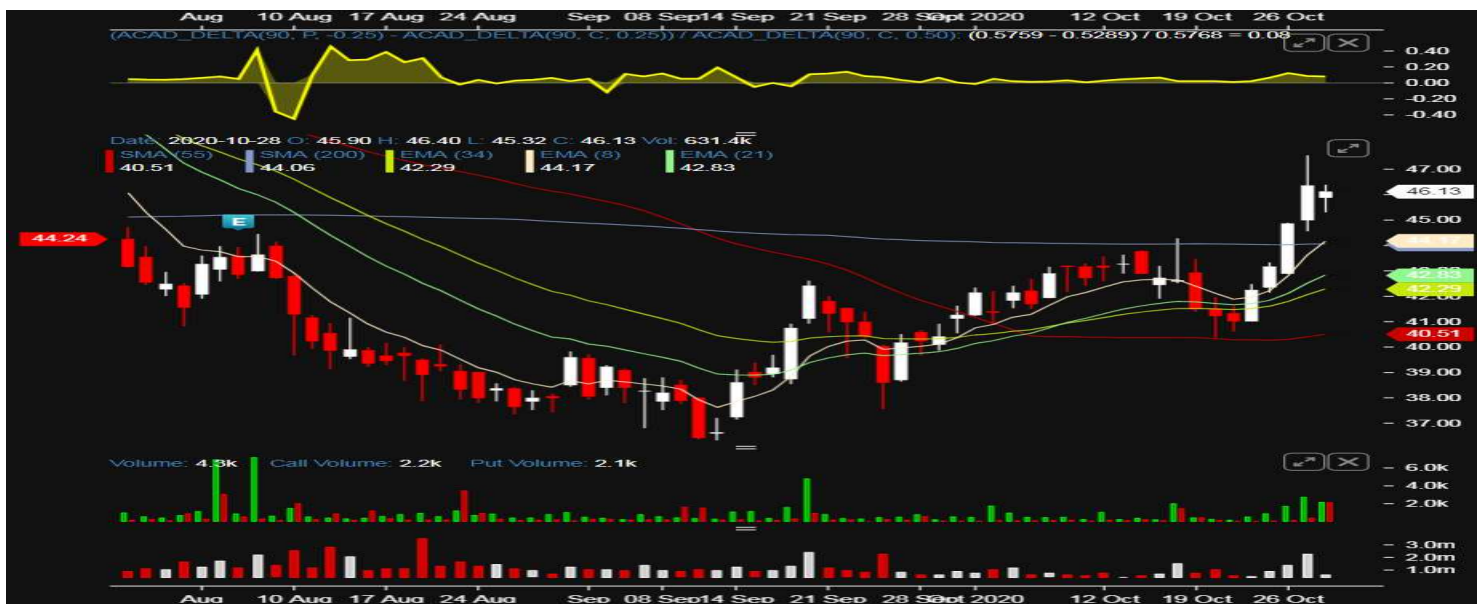 Aug 10 Aug 17 Aug 24 Aug Sep 08 Sep 14 Sep 21 Sep 28 Sept 2020 12 Oct 19 Oct 26 Oct
(ACAD_DELTA(90, P, -0.25) - ACAD_DELTA(90, C, 0.25)) / ACAD_DELTA(90, C, 0.50): (0.5759 - 0.5289) / 0.5768 = 0.08
0.40
0.20
0.00
-0.20
-0.40
Date: 2020-10-28 O: 45.90 H: 46.40 L: 45.32 C: 46.13 Vol: 631.4k
SMA (55) SMA (200) EMA (34) EMA (8) EMA (21)
40.51 44.06 42.29 44.17 42.83
47.00
46.13
E
45.00
44.24
44.17
42.83
42.29
42.00
41.00
40.51
40.00
39.00
38.00
37.00
Volume: 4.3k Call Volume: 2.2k Put Volume: 2.1k
6.0k
4.0k
2.0k
3.0m
2.0m
1.0m
Aug 10 Aug 17 Aug 24 Aug Sep 08 Sep 14 Sep 21 Sep 28 Sept 2020 12 Oct 19 Oct 26 Oct